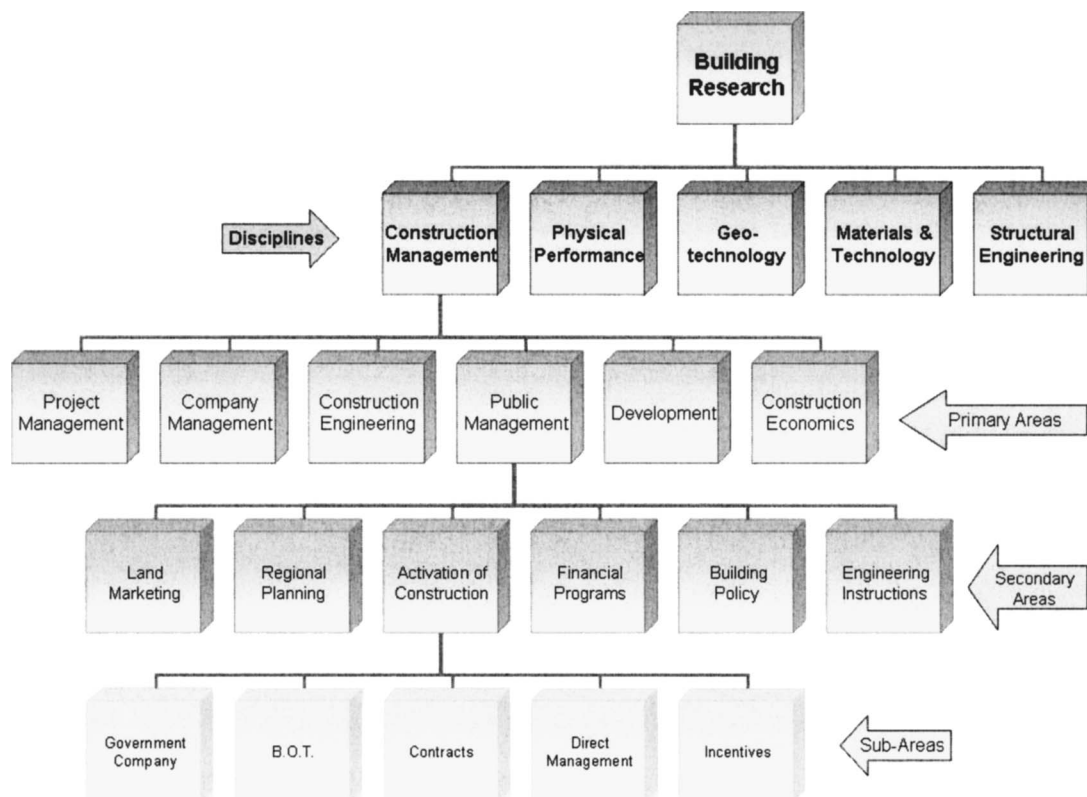 Building
Research
Disciplines
Construction
Management
Physical
Performance
Geo-
technology
Materials &
Technology
Structural
Engineering
Project
Management
Company
Management
Construction
Engineering
Public
Management
Development
Construction
Economics
Primary Areas
Land
Marketing
Regional
Planning
Activation of
Construction
Financial
Programs
Building
Policy
Engineering
Instructions
Secondary
Areas
Government
Company
B.O.T.
Contracts
Direct
Management
Incentives
Sub-Areas